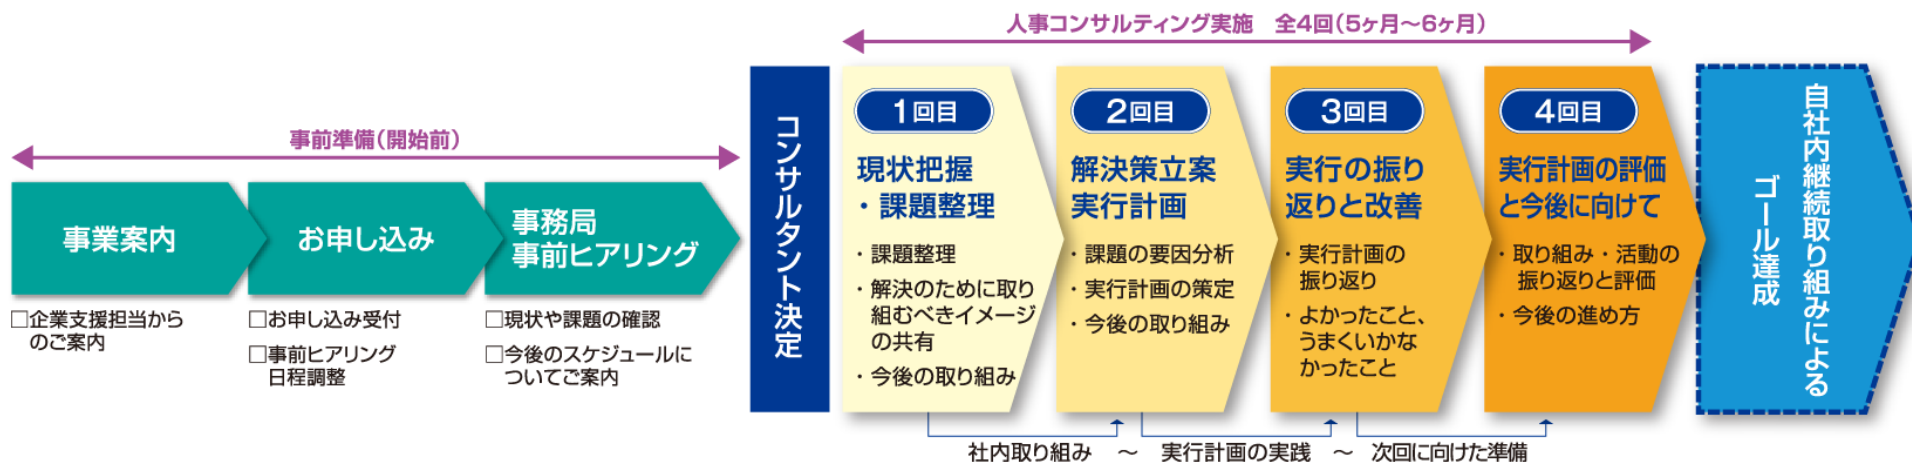 事前準備(開始前)
事業案内
□企業支援担当から
のご案内
お申し込み
□お申し込み受付
□事前ヒアリング
日程調整
事務局
事前ヒアリング
□現状や課題の確認
□今後のスケジュールに
ついてご案内
コンサルタント決定
人事コンサルティング実施 全4回(5ヶ月～6ヶ月)
1回目
現状把握
・課題整理
・課題整理
・解決のために取り
組むべきイメージ
の共有
・今後の取り組み
2回目
解決策立案
実行計画
・課題の要因分析
・実行計画の策定
・今後の取り組み
3回目
実行の振り
返りと改善
・実行計画の
振り返り
・よかったこと、
うまくいかな
かったこと
4回目
実行計画の評価
と今後に向けて
・取り組み・活動の
振り返りと評価
・今後の進め方
社内取り組み ～ 実行計画の実践 ～ 次回に向けた準備
自社内継続取り組みによる
ゴール達成